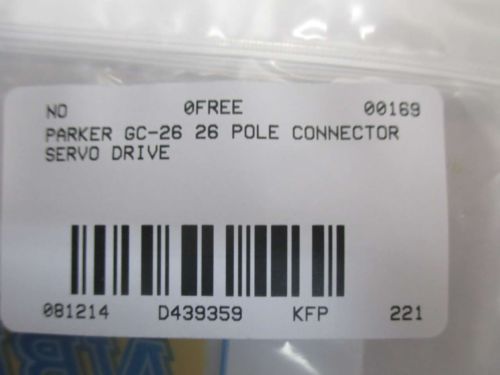 NO 0FREE 00169
PARKER GC-26 26 POLE CONNECTOR
SERVO DRIVE
081214 D439359 KFP 221